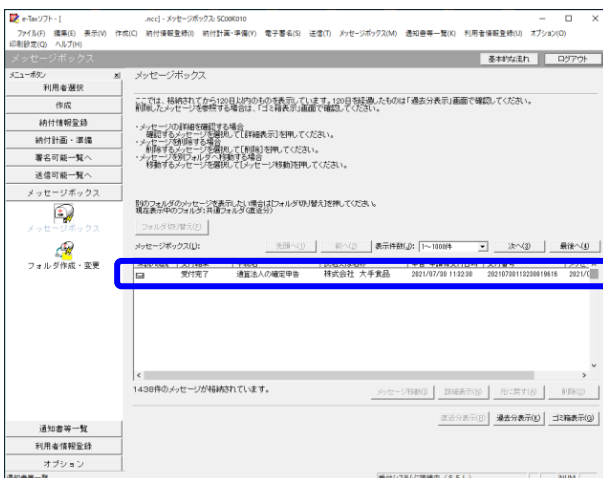 e-Taxソフト - [ .ncc] - メッセージボックス SC00K010
ファイル(F) 編集(E) 表示(V) 作成(C) 納付情報登録(I) 納付計画・準備(Y) 電子署名(S) 送信(T) メッセージボックス(M) 通知書等一覧(K) 利用者情報登録(U) オプション(O)
印刷設定(Q) ヘルプ(H)
メッセージボックス 基本的な流れ ログアウト
メニューボタン
利用者選択
作成
納付情報登録
納付計画・準備
署名可能一覧へ
送信可能一覧へ
メッセージボックス
メッセージボックス
フォルダ作成・変更
通知書等一覧
利用者情報登録
オプション
メッセージボックス
ここでは、格納されてから120日以内のものを表示しています。120日を経過したものは「過去分表示」画面で確認してください。
削除したメッセージを参照する場合は、「ゴミ箱表示」画面で確認してください。
・メッセージの詳細を確認する場合
確認するメッセージを選択して[詳細表示]を押してください。
・メッセージを削除する場合
削除するメッセージを選択して[削除]を押してください。
・メッセージを別フォルダへ移動する場合
移動するメッセージを選択して[メッセージ移動]を押してください。
別のフォルダのメッセージを表示したい場合は[フォルダ切り替え]を押してください。
現在表示中のフォルダ:共通フォルダ(直近分)
フォルダ切り替え(F)
メッセージボックス(L): 先頭へ(1) 前へ(2) 表示件数(J): 1～1000件 次へ(3) 最後へ(4)
受付完了 通算法人の確定申告 株式会社 大手食品 2021/07/30 11:32:30 20210730113230019616 2021/0
1438件のメッセージが格納されています。
メッセージ移動(I) 詳細表示(N) 元に戻す(A) 削除(D)
直近分表示(P) 過去分表示(K) ゴミ箱表示(G)
NUM